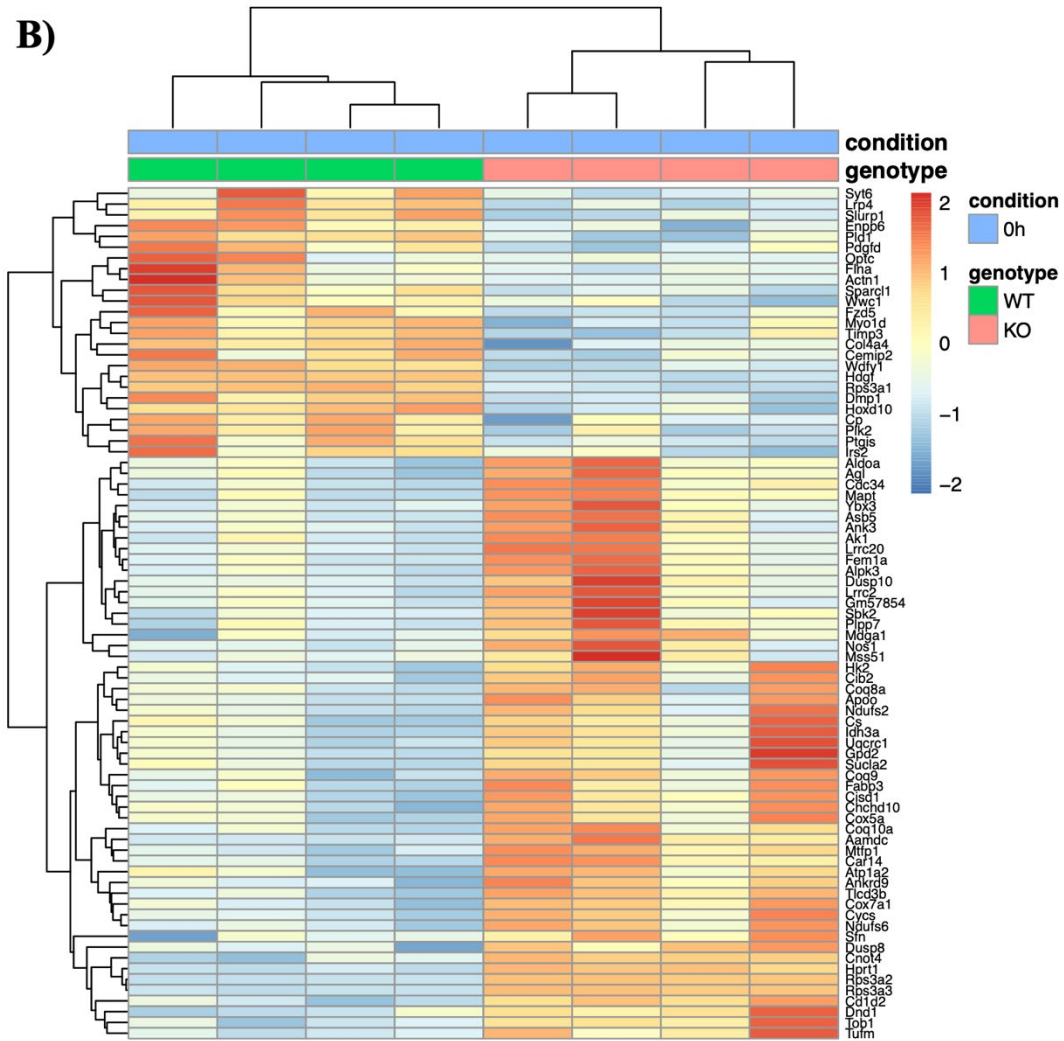 B)
condition
genotype
Syt6
Lrp4
Slurp1
Enpp6
Pld1
Pdgfd
Optc
Flna
Actn1
Sparcl1
Wwc1
Fzd5
Myo1d
Timp3
Col4a4
Cemip2
Wdfy1
Hdgf
Rps3a1
Dmp1
Hoxd10
Cp
Plk2
Ptgis
Irs2
Aldoa
Agl
Cdc34
Mapt
Ybx3
Asb5
Ank3
Ak1
Lrrc20
Fem1a
Alpk3
Dusp10
Lrrc2
Gm57854
Sbk2
Plpp7
Mdga1
Nos1
Mss51
Hk2
Cib2
Coq8a
Apoo
Ndufs2
Cs
Idh3a
Uqcrc1
Gpd2
Sucla2
Coq9
Fabp3
Cisd1
Chchd10
Cox5a
Coq10a
Aamdc
Mtfp1
Car14
Atp1a2
Ankrd9
Tlcd3b
Cox7a1
Cycs
Ndufs6
Sfn
Dusp8
Cnot4
Hprt1
Rps3a2
Rps3a3
Cd1d2
Dnd1
Tob1
Tufm
2
1
0
−1
−2
condition
0h
genotype
WT
KO